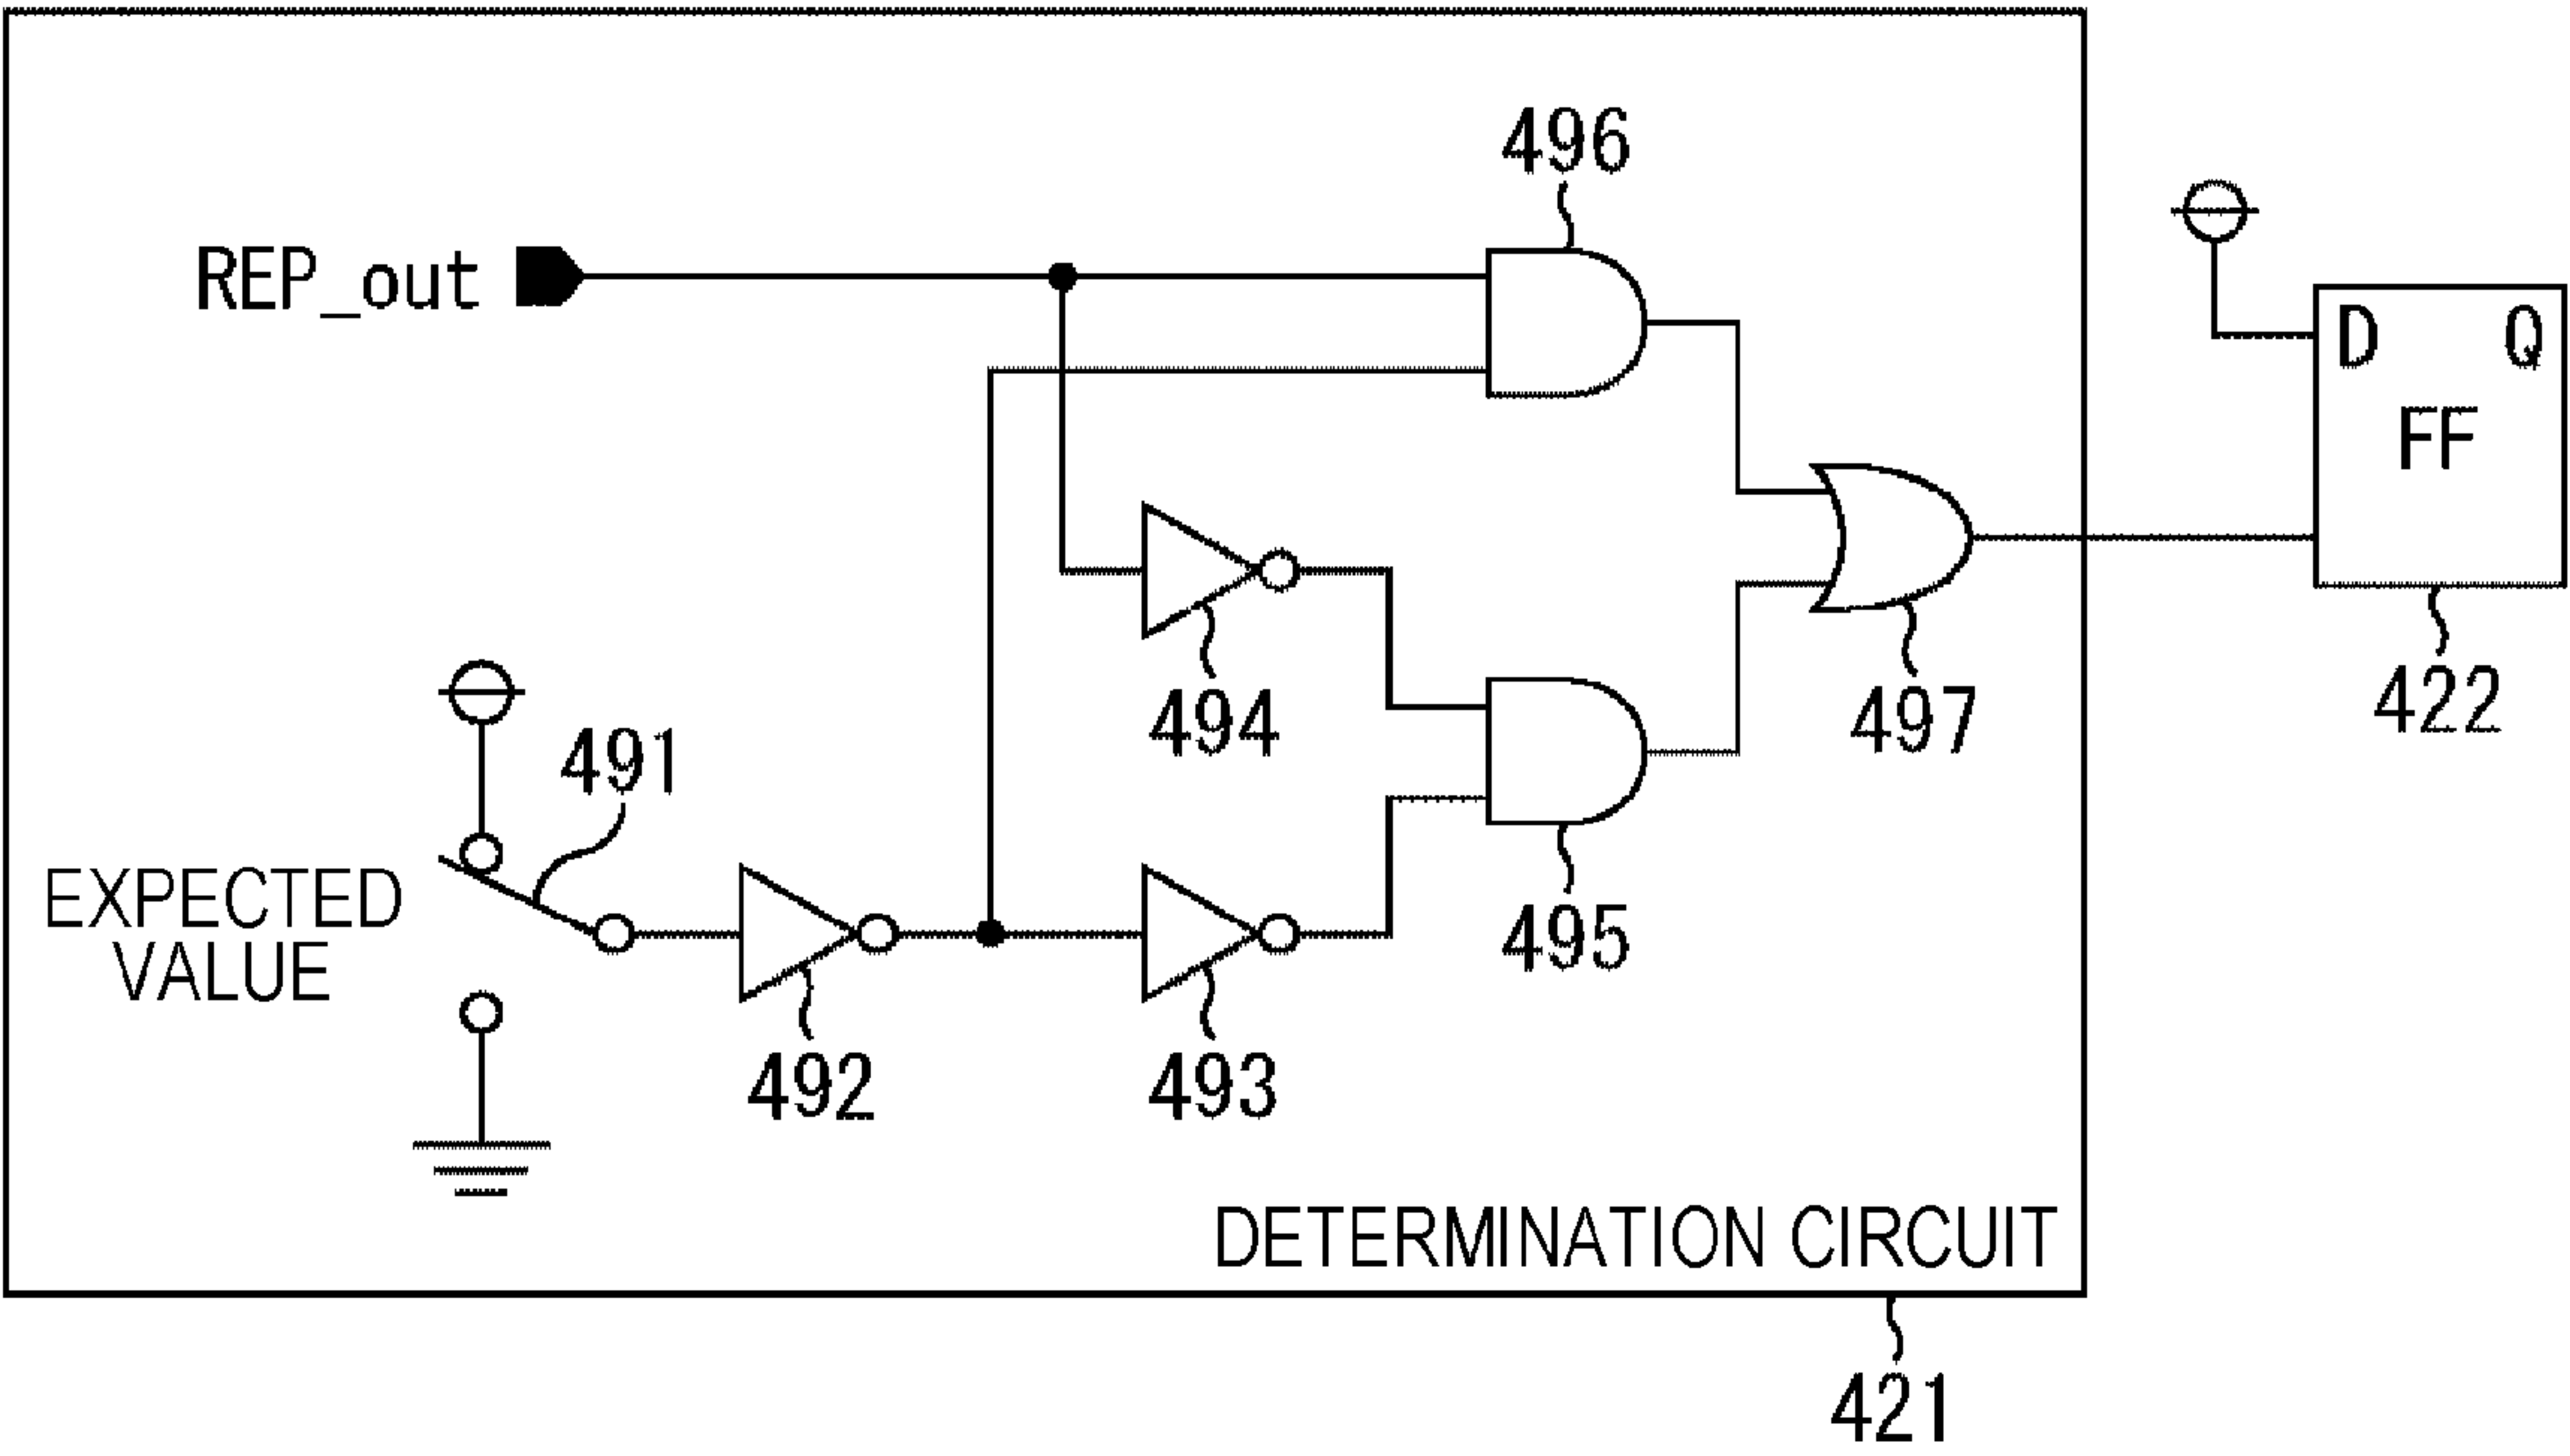 496
REP_out
D Q
FF
494
497
422
491
EXPECTED
VALUE
495
492
493
DETERMINATION CIRCUIT
421